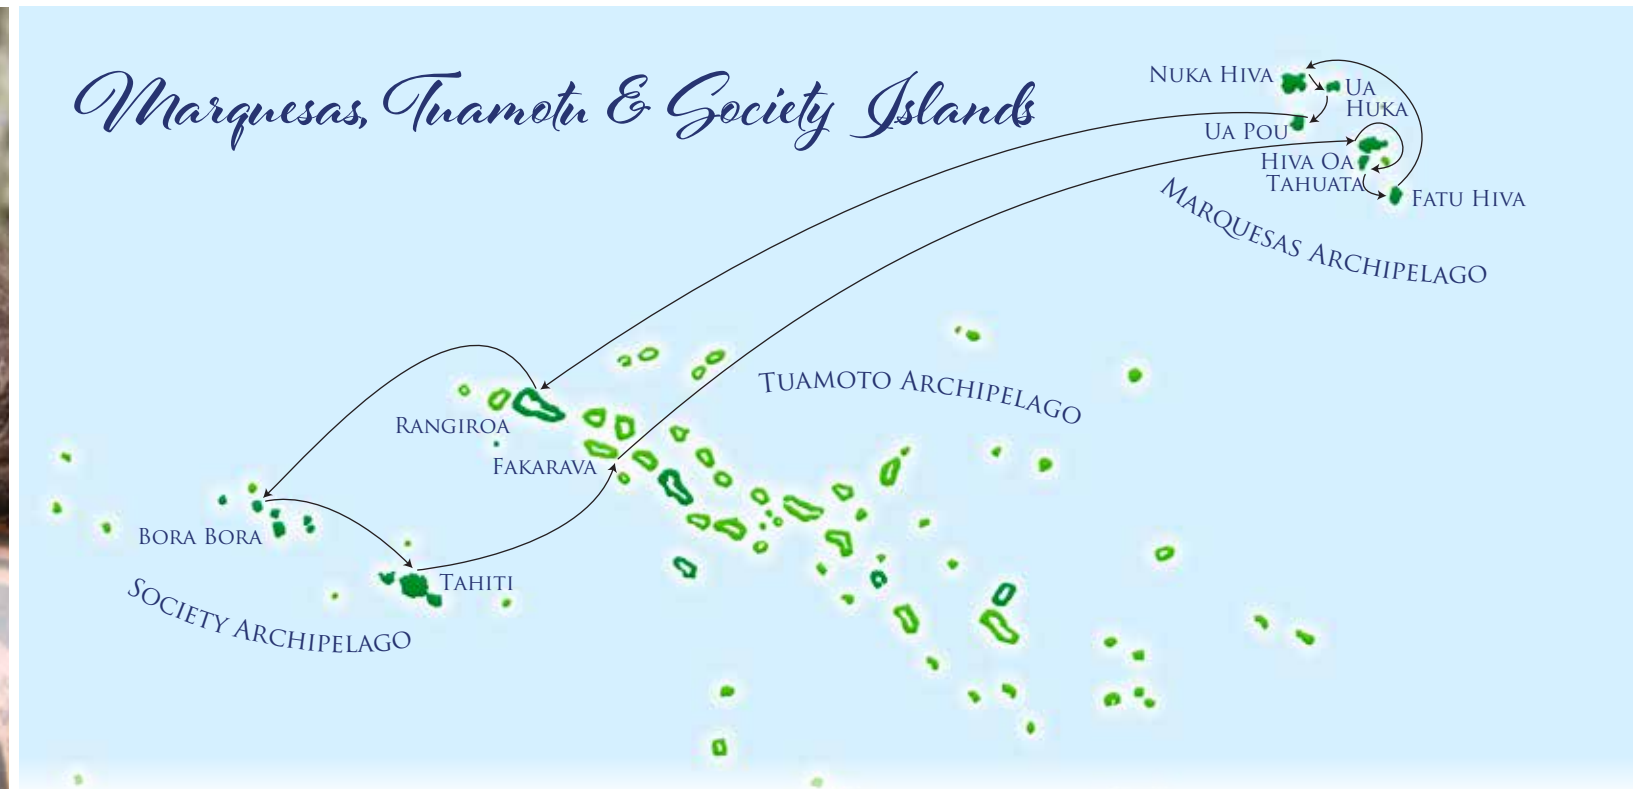 Marquesas, Tuamotu & Society Islands
NUKA HIVA
UA
HUKA
UA POU
HIVA OA
TAHUATA
FATU HIVA
MARQUESAS ARCHIPELAGO
TUAMOTO ARCHIPELAGO
RANGIROA
FAKARAVA
BORA BORA
TAHITI
SOCIETY ARCHIPELAGO